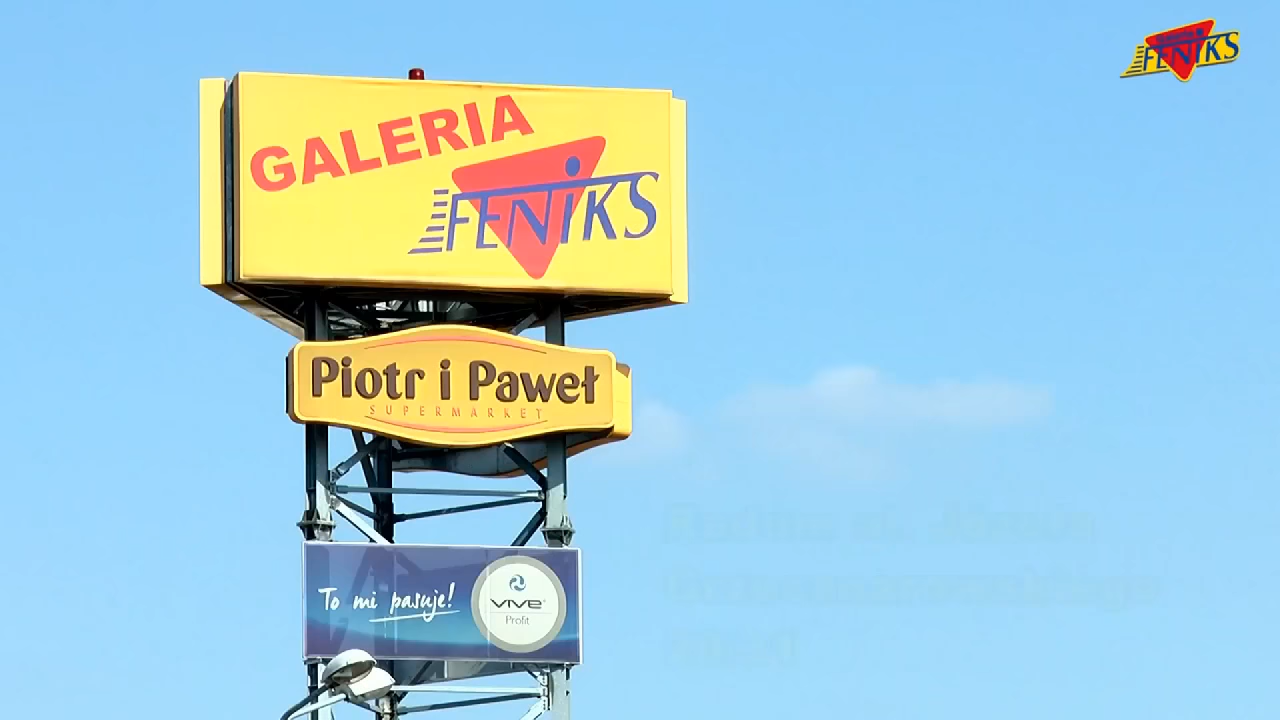 GALERIA
FENIKS
Piotr i Paweł
SUPERMARKET
To mi pasuje!
VIVE
Profit
FENIKS